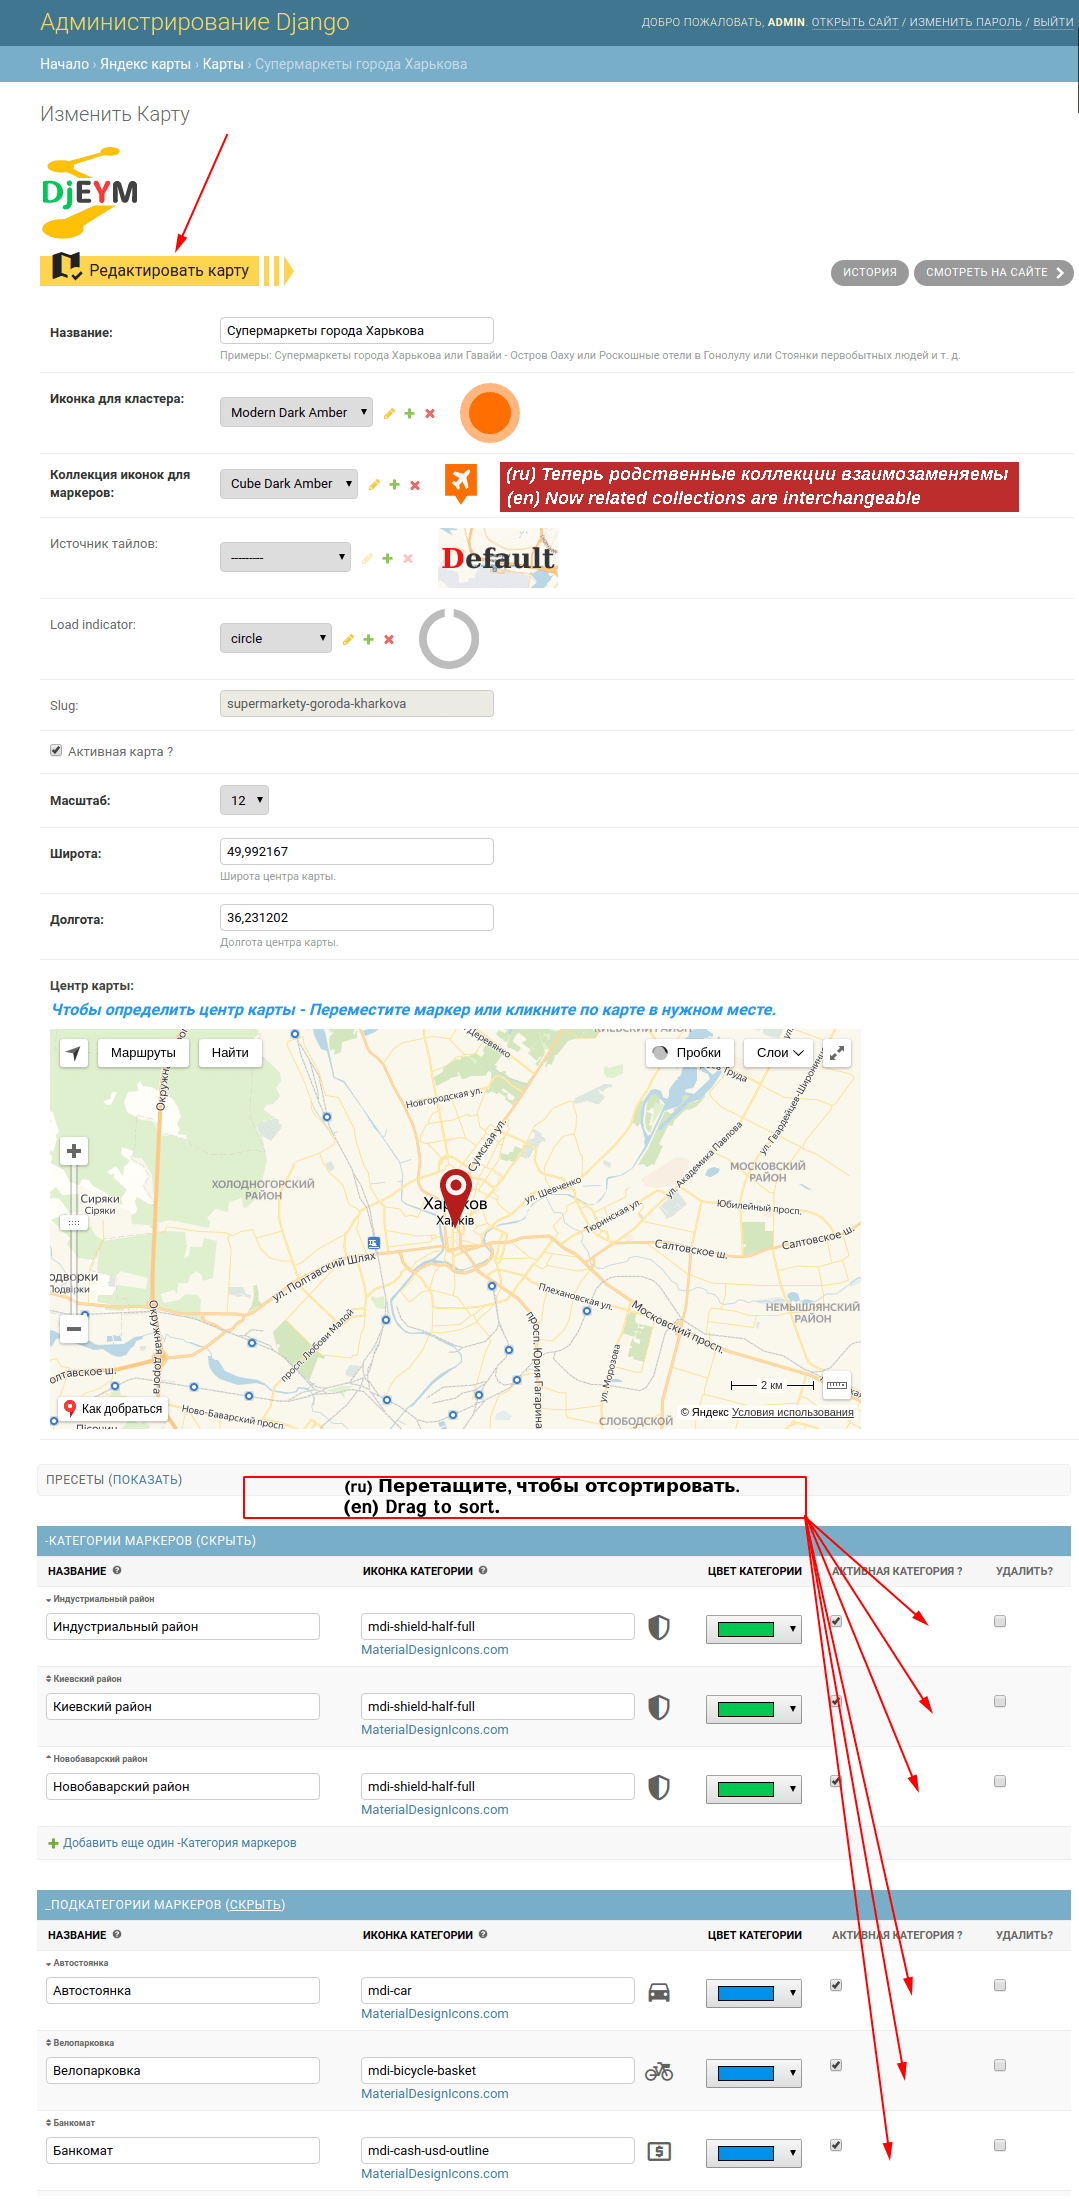 Администрирование Django
ДОБРО ПОЖАЛОВАТЬ, ADMIN. ОТКРЫТЬ САЙТ / ИЗМЕНИТЬ ПАРОЛЬ / ВЫЙТИ
Начало › Яндекс карты › Карты › Супермаркеты города Харькова
Изменить Карту
DjEYM
Редактировать карту
ИСТОРИЯ
СМОТРЕТЬ НА САЙТЕ
Название:
Супермаркеты города Харькова
Примеры: Супермаркеты города Харькова или Гавайи - Остров Оаху или Роскошные отели в Гонолулу или Стоянки первобытных людей и т. д.
Иконка для кластера:
Modern Dark Amber
Коллекция иконок для маркеров:
Cube Dark Amber
(ru) Теперь родственные коллекции взаимозаменяемы
(en) Now related collections are interchangeable
Источник тайлов:
---------
Default
Load indicator:
circle
Slug:
supermarkety-goroda-kharkova
Активная карта ?
Масштаб:
12
Широта:
49,992167
Широта центра карты.
Долгота:
36,231202
Долгота центра карты.
Центр карты:
Чтобы определить центр карты - Переместите маркер или кликните по карте в нужном месте.
Маршруты
Найти
Пробки
Слои
Деревянко
Труда
Окружн
Новгородская ул.
Сумская ул.
ул. Гвардейцев-Широнин
ул. Академика Павлова
МОСКОВСКИЙ РАЙОН
ХОЛОДНОГОРСКИЙ РАЙОН
ул. Шевченко
Сиряки
Сіряки
Юбилейный просп.
Тюринская ул.
Салтовское ш.
Салтовское ш.
ул. Полтавский Шлях
одворки
Подвірки
Плехановская ул.
НЕМЫШЛЯНСКИЙ РАЙОН
Окружная дорога
просп. Любови Малой
просп. Юрия Гагарина
Московский просп.
ул. Морозова
олтавское ш.
2 км
Как добраться
Ново-Баварский просп.
СЛОБОДСКОЙ
© Яндекс Условия использования
ПРЕСЕТЫ (ПОКАЗАТЬ)
(ru) Перетащите, чтобы отсортировать.
(en) Drag to sort.
-КАТЕГОРИИ МАРКЕРОВ (СКРЫТЬ)
НАЗВАНИЕ ИКОНКА КАТЕГОРИИ ЦВЕТ КАТЕГОРИИ АКТИВНАЯ КАТЕГОРИЯ ? УДАЛИТЬ?
Индустриальный район
Индустриальный район mdi-shield-half-full
MaterialDesignIcons.com
Киевский район
Киевский район mdi-shield-half-full
MaterialDesignIcons.com
Новобаварский район
Новобаварский район mdi-shield-half-full
MaterialDesignIcons.com
Добавить еще один -Категория маркеров
_ПОДКАТЕГОРИИ МАРКЕРОВ (СКРЫТЬ)
НАЗВАНИЕ ИКОНКА КАТЕГОРИИ ЦВЕТ КАТЕГОРИИ АКТИВНАЯ КАТЕГОРИЯ ? УДАЛИТЬ?
Автостоянка
Автостоянка mdi-car
MaterialDesignIcons.com
Велопарковка
Велопарковка mdi-bicycle-basket
MaterialDesignIcons.com
Банкомат
Банкомат mdi-cash-usd-outline
MaterialDesignIcons.com